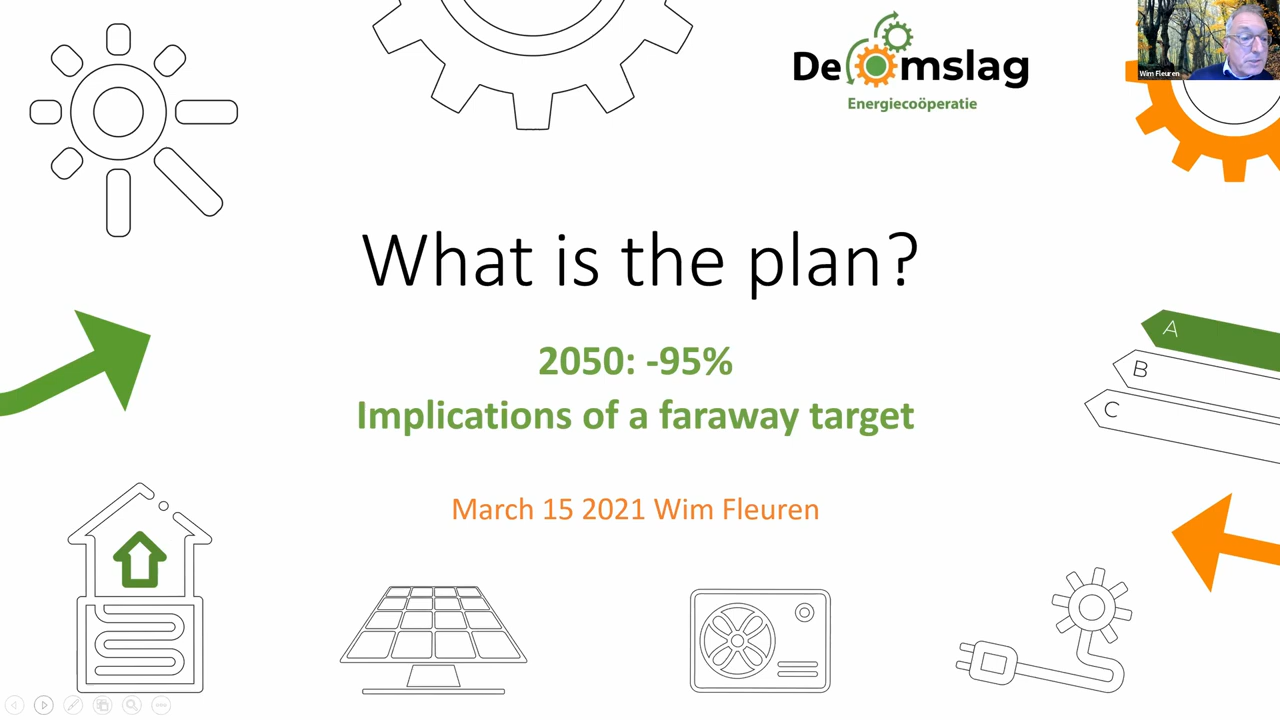 De Omslag
Energiecoöperatie
Wim Fleuren
What is the plan?
2050: -95%
Implications of a faraway target
A
B
C
March 15 2021 Wim Fleuren